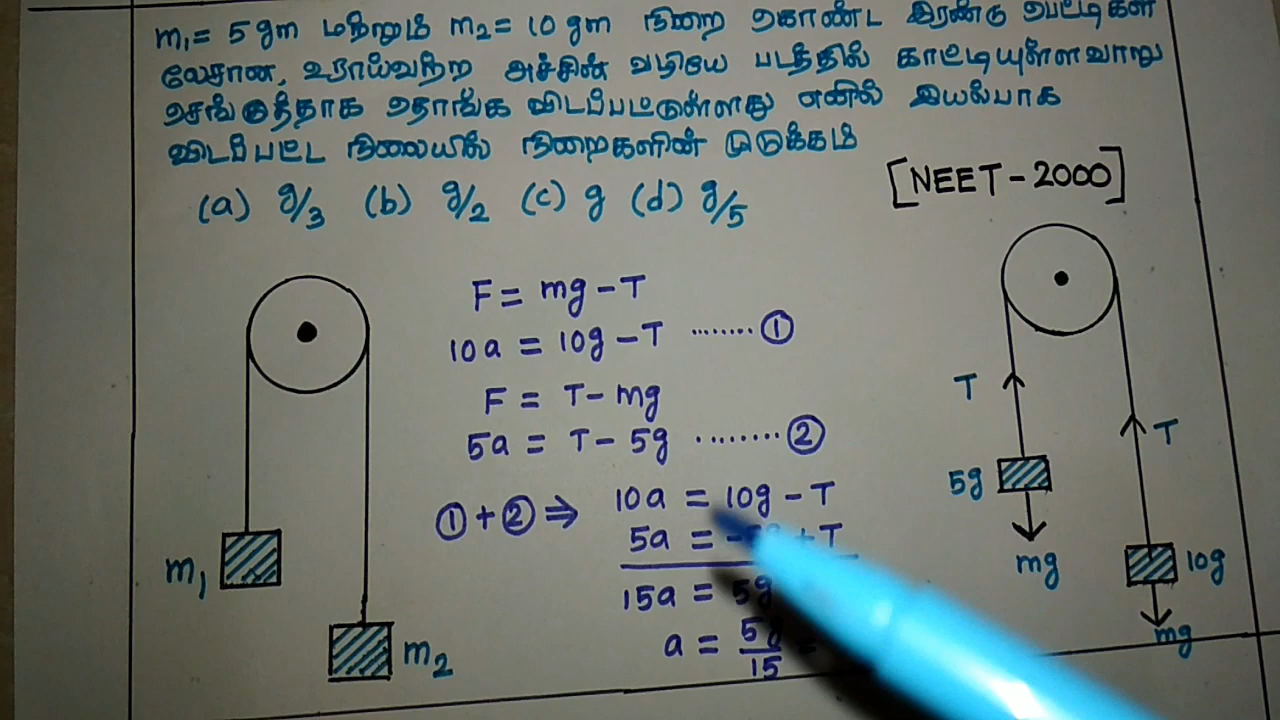 m₁ = 5 gm மற்றும் m₂ = 10 gm நிறை கொண்ட இரண்டு பெட்டிகள்
லேசான, உராய்வற்ற அச்சின் வழியே படத்தில் காட்டியுள்ளவாறு
செங்குத்தாக தொங்க விடப்பட்டுள்ளது எனில் இயல்பாக
விடப்பட்ட நிலையில் நிறைகளின் முடுக்கம்
[NEET - 2000]
(a) g/3 (b) g/2 (c) g (d) g/5
F = mg - T
10a = 10g - T ........ ①
F = T - mg
5a = T - 5g ........ ②
① + ② ⇒ 10a = 10g - T
5a = + T
15a = 5g
a = 5g/15 =
m₁
m₂
T
T
5g
mg
10g
mg